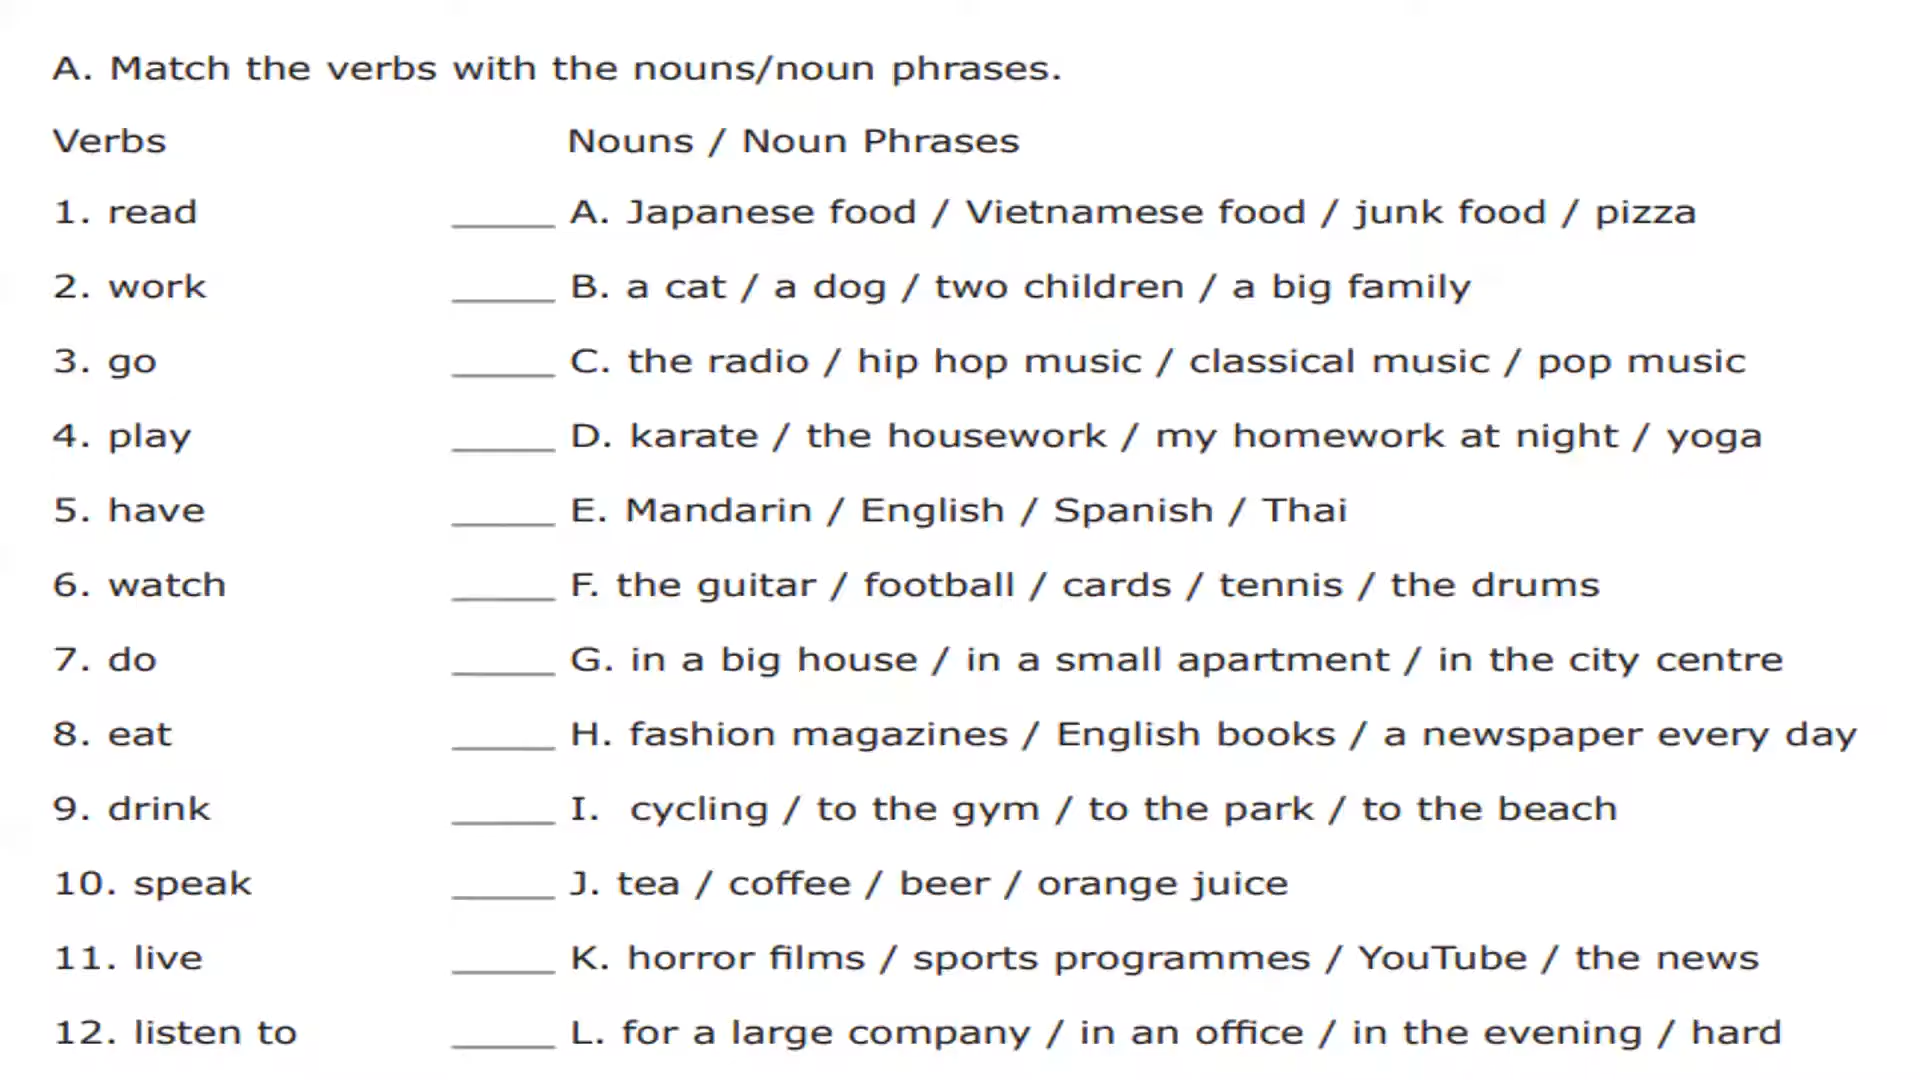 A. Match the verbs with the nouns/noun phrases.
Verbs Nouns / Noun Phrases
1. read _____ A. Japanese food / Vietnamese food / junk food / pizza
2. work _____ B. a cat / a dog / two children / a big family
3. go _____ C. the radio / hip hop music / classical music / pop music
4. play _____ D. karate / the housework / my homework at night / yoga
5. have _____ E. Mandarin / English / Spanish / Thai
6. watch _____ F. the guitar / football / cards / tennis / the drums
7. do _____ G. in a big house / in a small apartment / in the city centre
8. eat _____ H. fashion magazines / English books / a newspaper every day
9. drink _____ I. cycling / to the gym / to the park / to the beach
10. speak _____ J. tea / coffee / beer / orange juice
11. live _____ K. horror films / sports programmes / YouTube / the news
12. listen to _____ L. for a large company / in an office / in the evening / hard